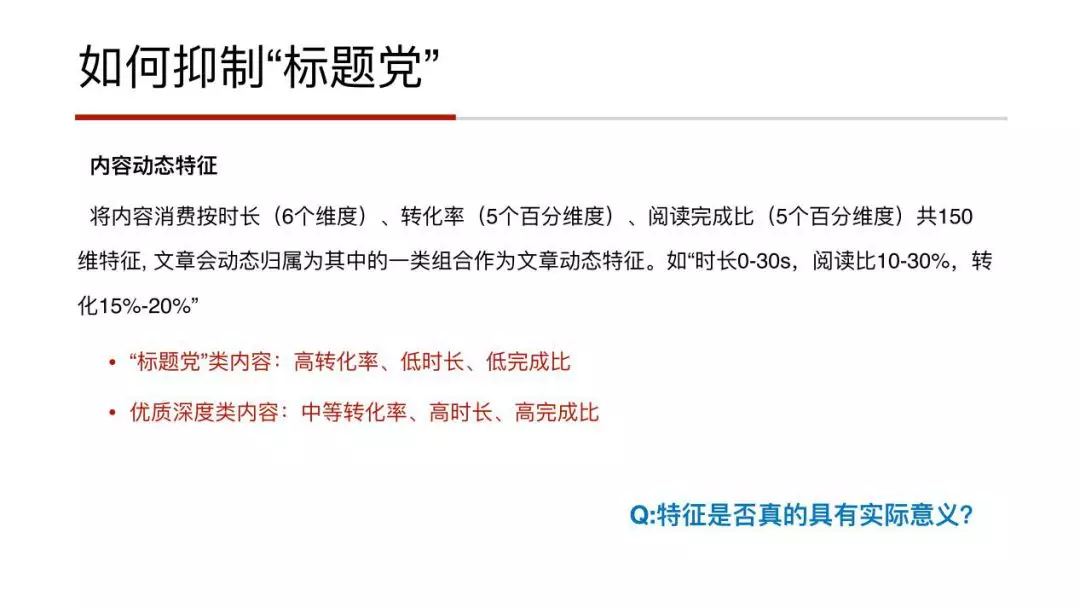 如何抑制“标题党”
内容动态特征
将内容消费按时长（6个维度）、转化率（5个百分维度）、阅读完成比（5个百分维度）共150
维特征, 文章会动态归属为其中的一类组合作为文章动态特征。如“时长0-30s，阅读比10-30%，转
化15%-20%”
• “标题党”类内容：高转化率、低时长、低完成比
• 优质深度类内容：中等转化率、高时长、高完成比
Q:特征是否真的具有实际意义?